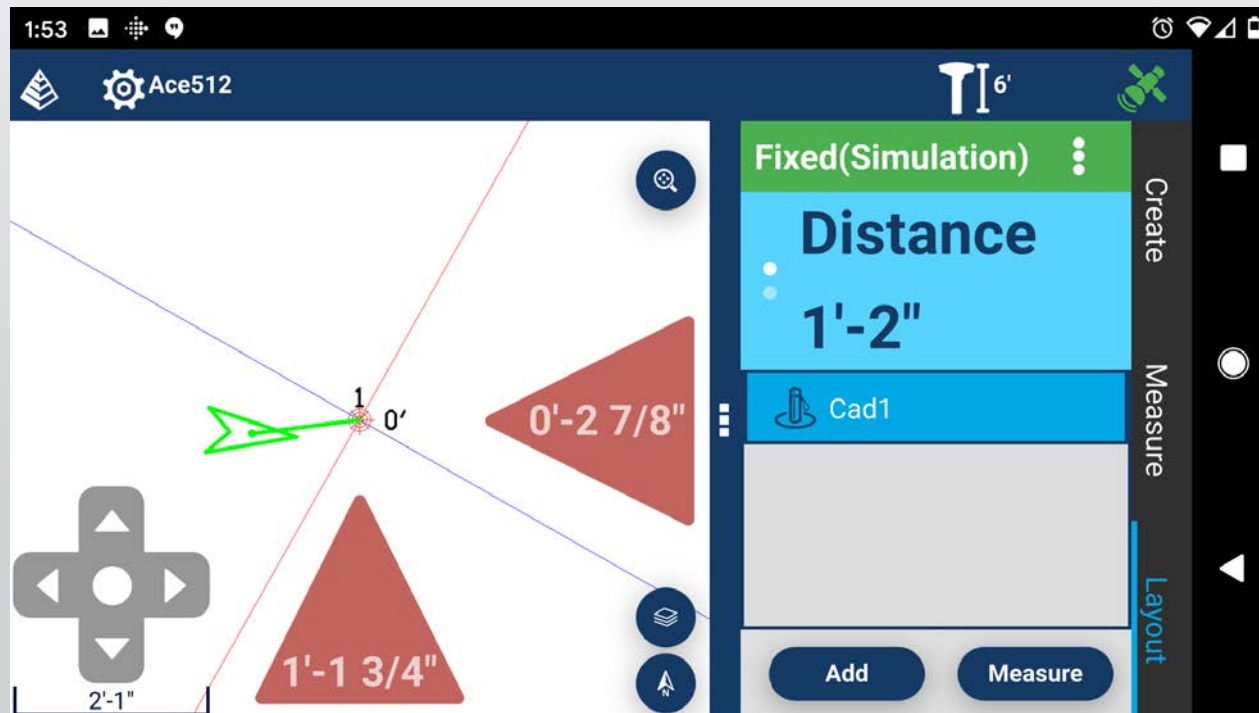 1:53
Ace512
6'
Fixed(Simulation)
Distance
1'-2"
Cad1
1
0'
0'-2 7/8"
1'-1 3/4"
2'-1"
N
Add
Measure
Create
Measure
Layout